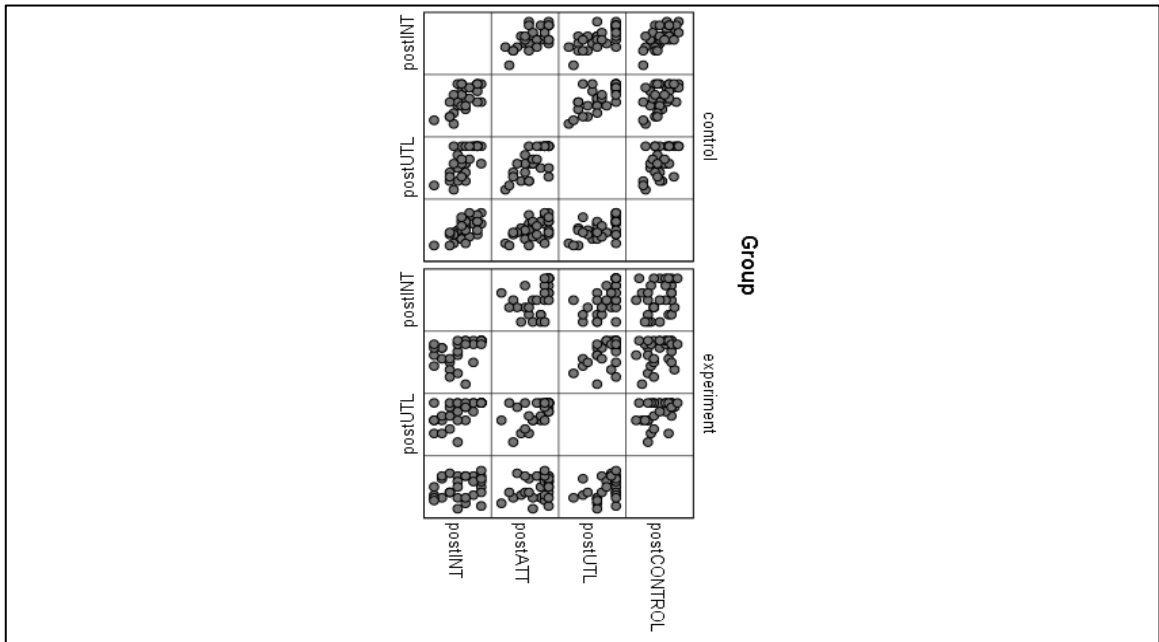 postINT
postUTL
control
Group
postINT
postUTL
experiment
postINT
postATT
postUTL
postCONTROL